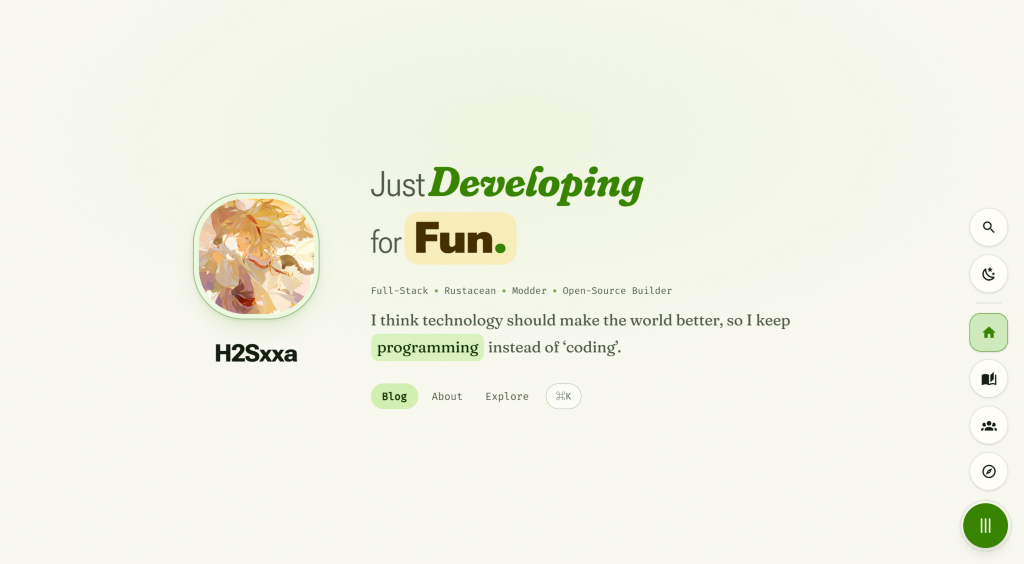 Just Developing
for Fun.
Full-Stack • Rustacean • Modder • Open-Source Builder
I think technology should make the world better, so I keep
programming instead of ‘coding’.
H2Sxxa
Blog About Explore ⌘K